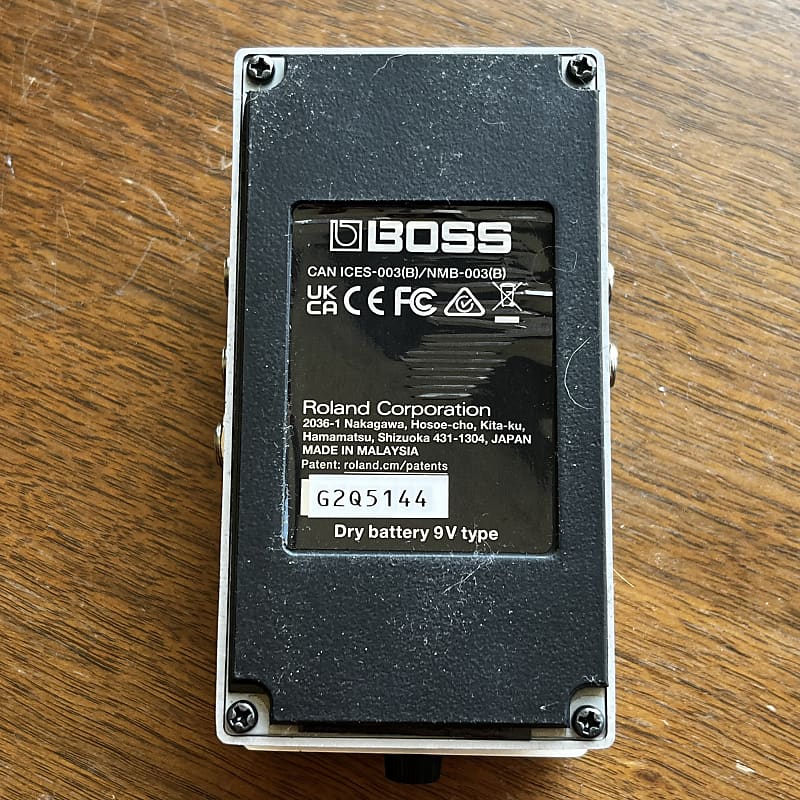 BOSS
CAN ICES-003(B)/NMB-003(B)
UK CA CE FC
Roland Corporation
2036-1 Nakagawa, Hosoe-cho, Kita-ku,
Hamamatsu, Shizuoka 431-1304, JAPAN
MADE IN MALAYSIA
Patent: roland.cm/patents
G2Q5144
Dry battery 9V type